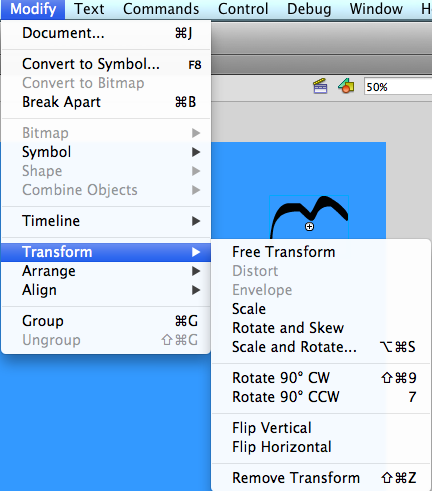 Modify Text Commands Control Debug Window
50%
Document... ⌘J
Convert to Symbol... F8
Convert to Bitmap
Break Apart ⌘B
Bitmap
Symbol
Shape
Combine Objects
Timeline
Transform
Arrange
Align
Group ⌘G
Ungroup ⇧⌘G
Free Transform
Distort
Envelope
Scale
Rotate and Skew
Scale and Rotate... ⌥⌘S
Rotate 90° CW ⇧⌘9
Rotate 90° CCW 7
Flip Vertical
Flip Horizontal
Remove Transform ⇧⌘Z